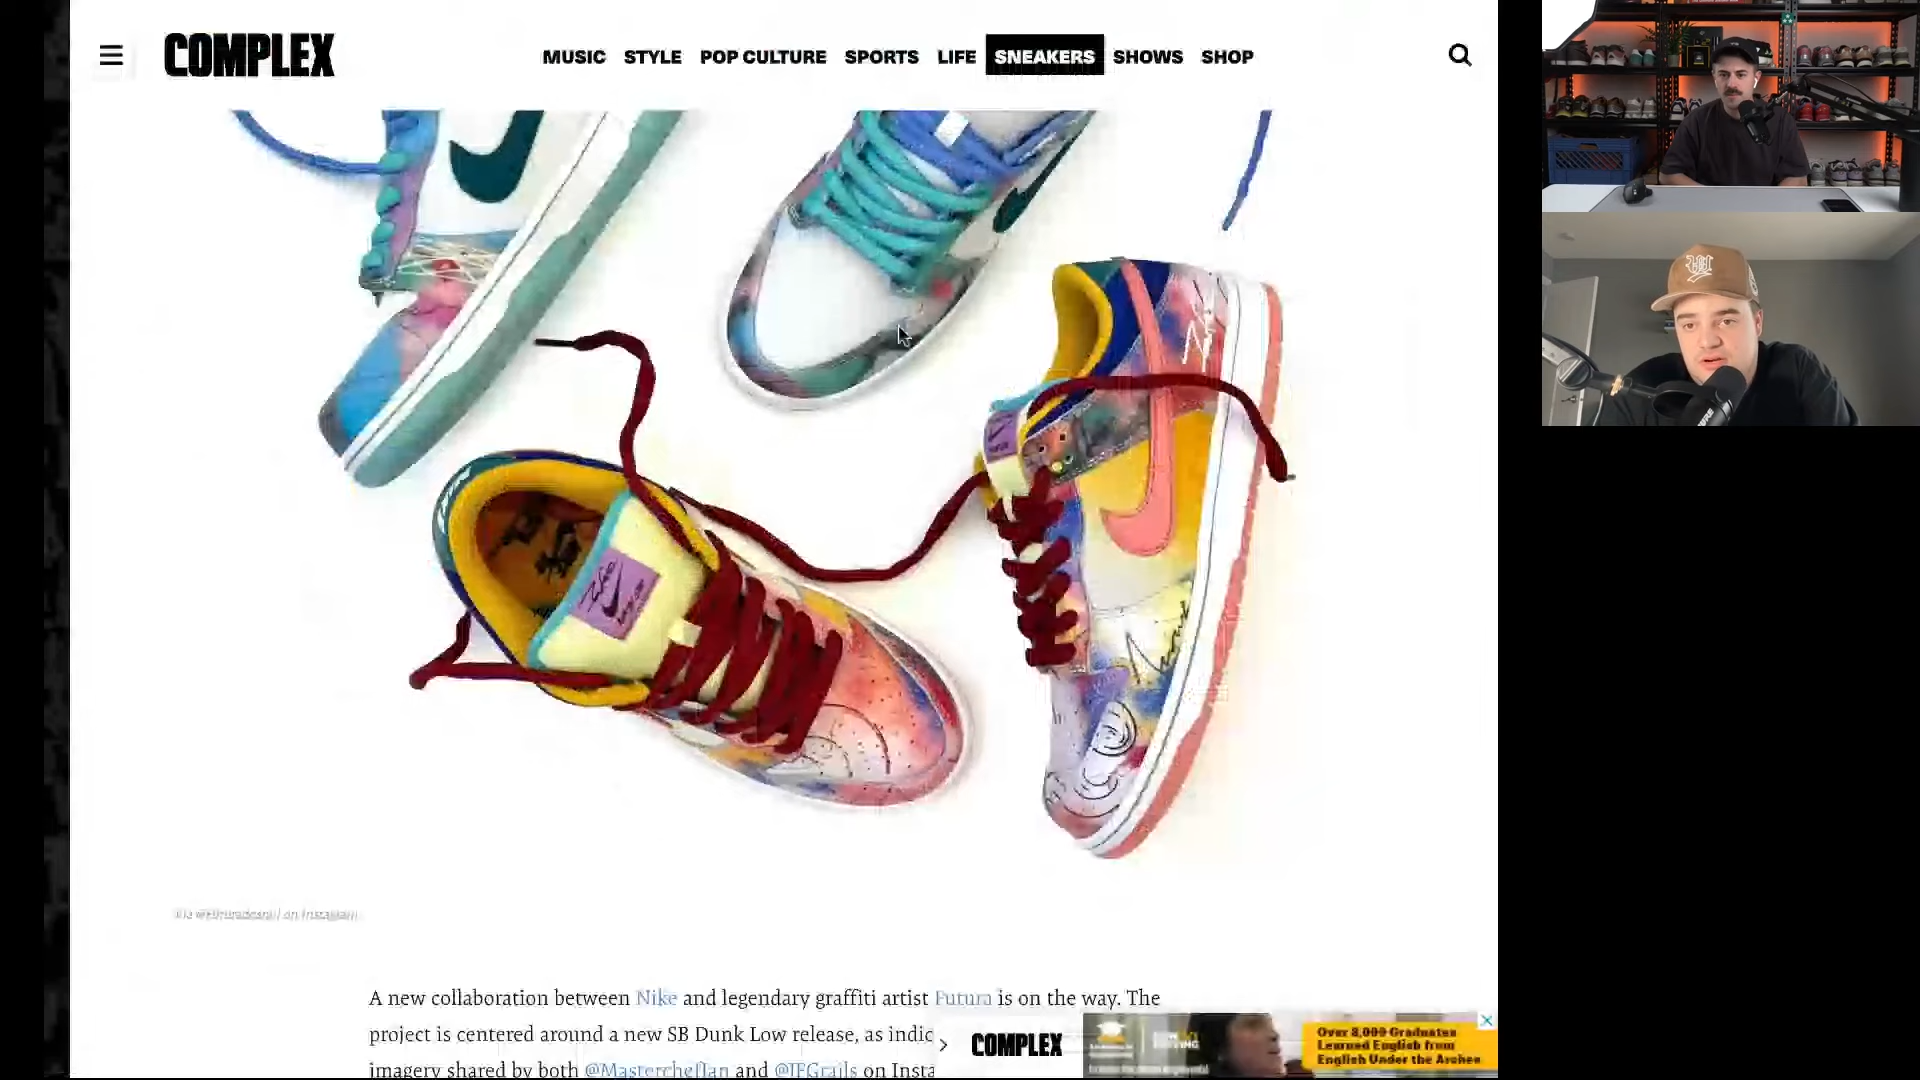 COMPLEX
MUSIC STYLE POP CULTURE SPORTS LIFE SNEAKERS SHOWS SHOP
A new collaboration between Nike and legendary graffiti artist Futura is on the way. The
project is centered around a new SB Dunk Low release, as indic
imagery shared by both @MasterchefIan and @JFGrails on Insta
COMPLEX
Over 8,000 Graduates
Learned English from
English Under the Arches